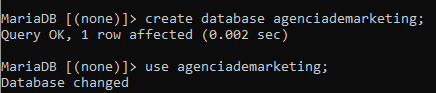 MariaDB [(none)]> create database agenciademarketing;
Query OK, 1 row affected (0.002 sec)
MariaDB [(none)]> use agenciademarketing;
Database changed